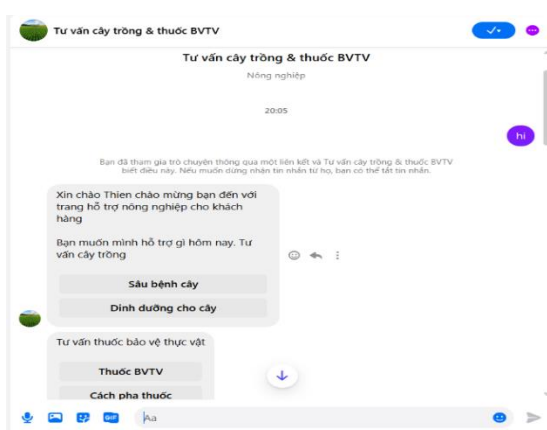 Tư vấn cây trồng & thuốc BVTV
Tư vấn cây trồng & thuốc BVTV
Nông nghiệp
20:05
hi
Bạn đã tham gia trò chuyện thông qua một liên kết và Tư vấn cây trồng & thuốc BVTV
biết điều này. Nếu muốn dừng nhận tin nhắn từ họ, bạn có thể tắt tin nhắn.
Xin chào Thien chào mừng bạn đến với
trang hỗ trợ nông nghiệp cho khách
hàng
Bạn muốn mình hỗ trợ gì hôm nay. Tư
vấn cây trồng
Sâu bệnh cây
Dinh dưỡng cho cây
Tư vấn thuốc bảo vệ thực vật
Thuốc BVTV
Cách pha thuốc
GIF
Aa